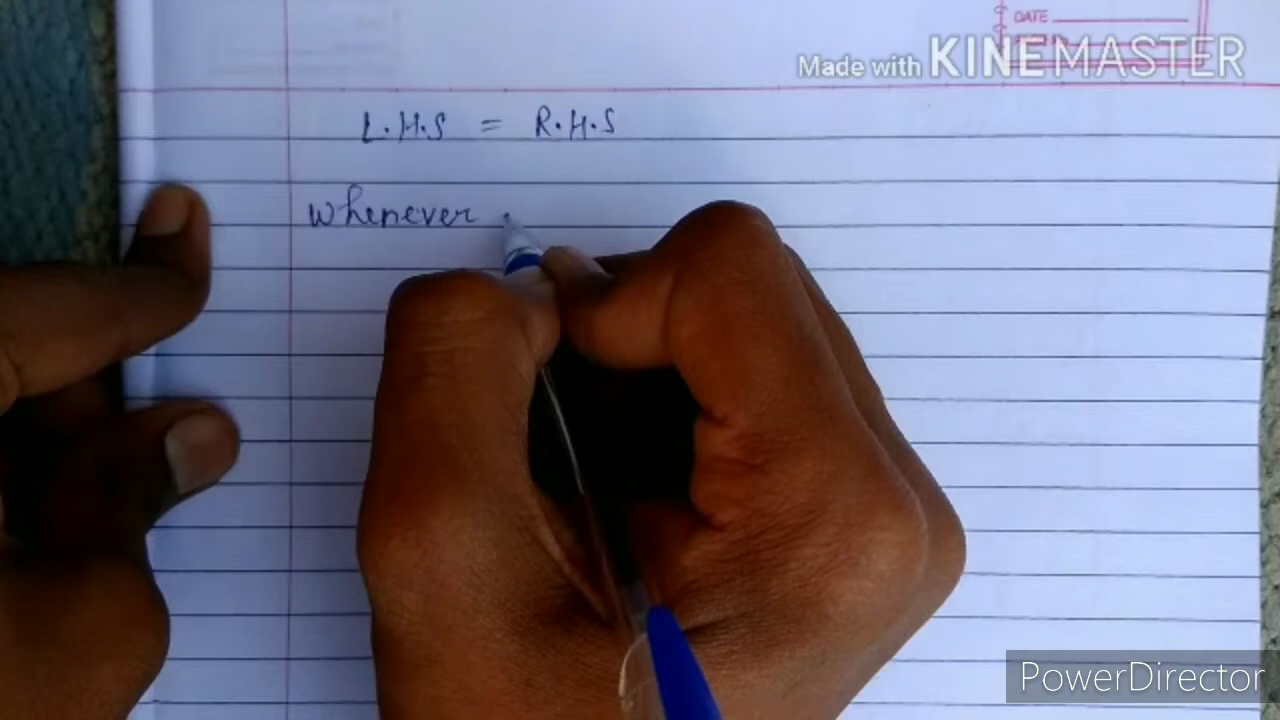 DATE
Made with KINEMASTER
L.H.S = R.H.S
whenever
PowerDirector